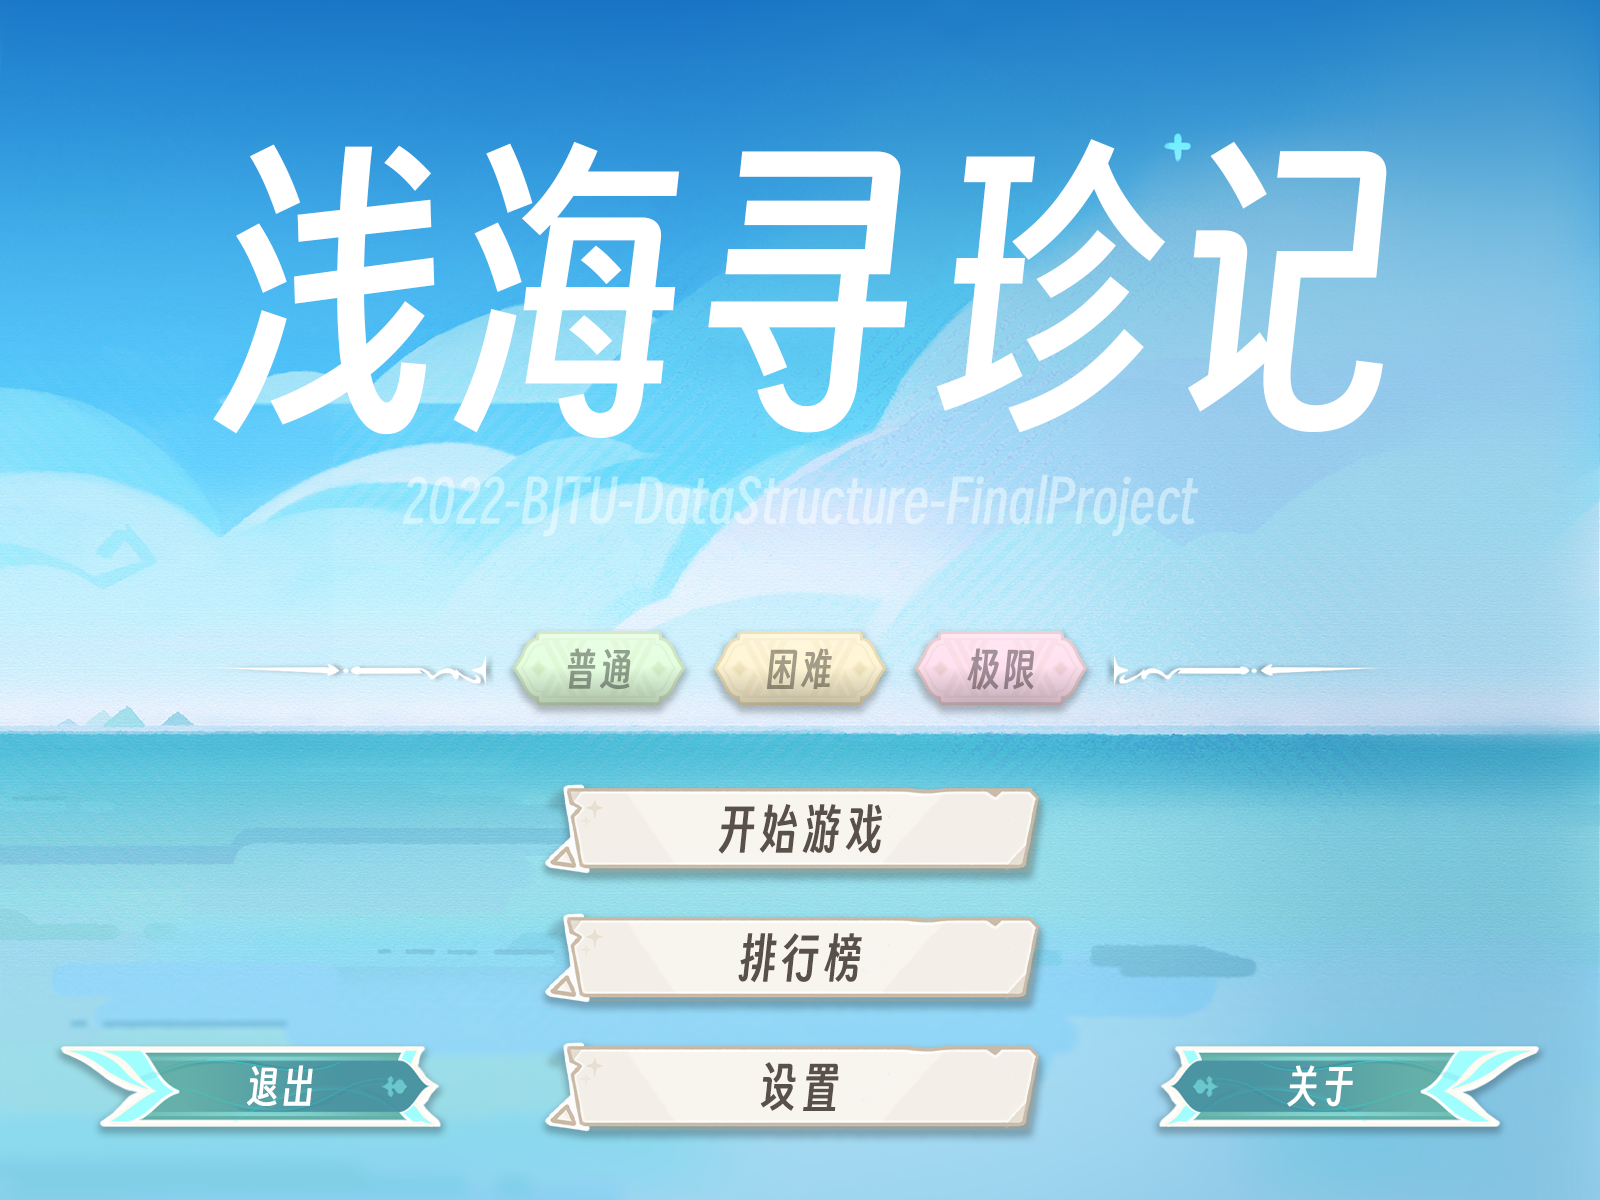 浅海寻珍记
2022-BJTU-DataStructure-FinalProject
普通 困难 极限
开始游戏
排行榜
退出 设置 关于